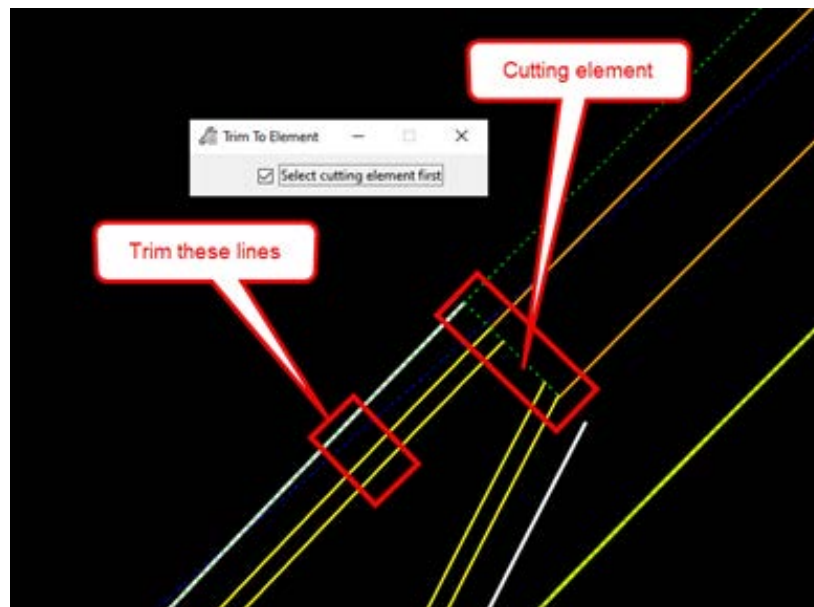 Cutting element
Trim To Element
Select cutting element first
Trim these lines